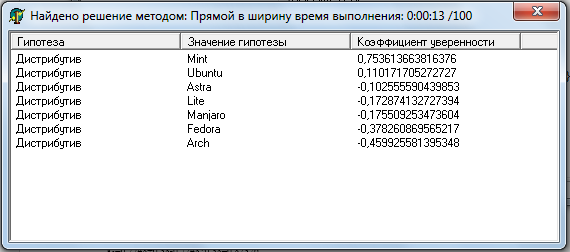 Найдено решение методом: Прямой в ширину время выполнения: 0:00:13 /100
Гипотеза Значение гипотезы Коэффициент уверенности
Дистрибутив Mint 0,753613663816376
Дистрибутив Ubuntu 0,110171705272727
Дистрибутив Astra -0,102555590439853
Дистрибутив Lite -0,172874132727394
Дистрибутив Manjaro -0,175509253473604
Дистрибутив Fedora -0,378260869565217
Дистрибутив Arch -0,459925581395348